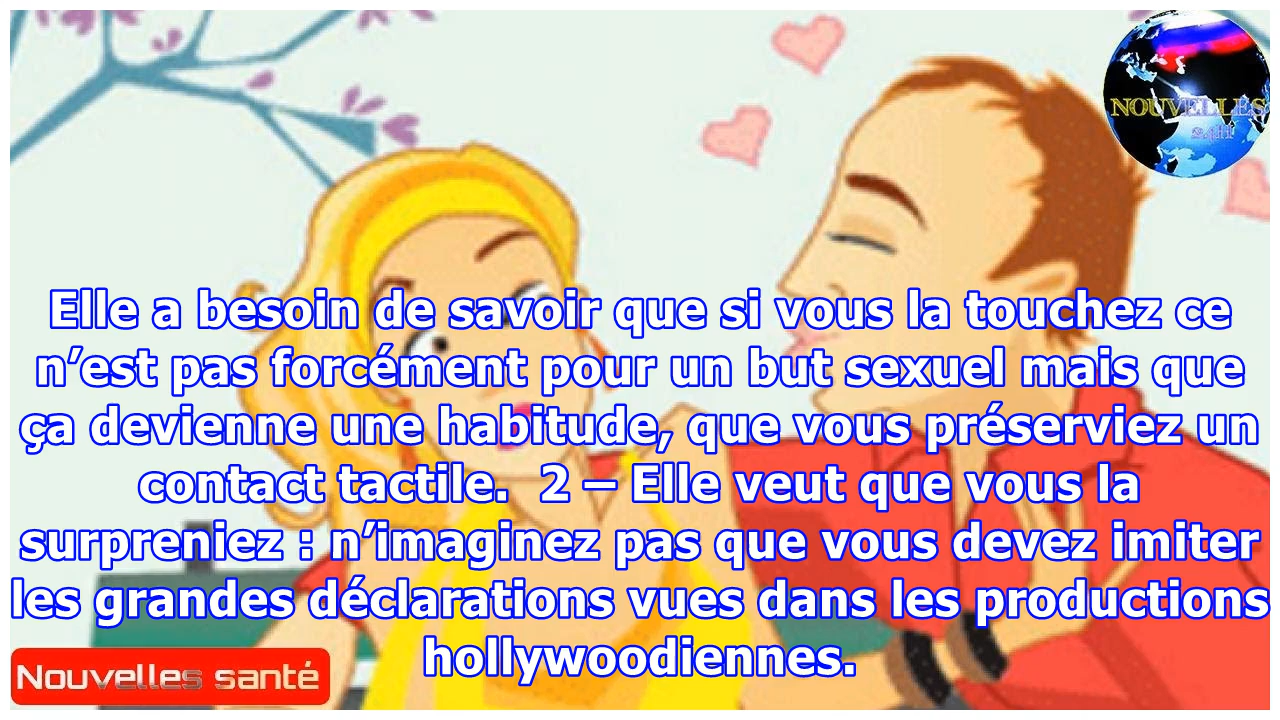 NOUVELLES
24H
Elle a besoin de savoir que si vous la touchez ce
n’est pas forcément pour un but sexuel mais que
ça devienne une habitude, que vous préserviez un
contact tactile.  2 – Elle veut que vous la
surpreniez : n’imaginez pas que vous devez imiter
les grandes déclarations vues dans les productions
hollywoodiennes.
Nouvelles santé